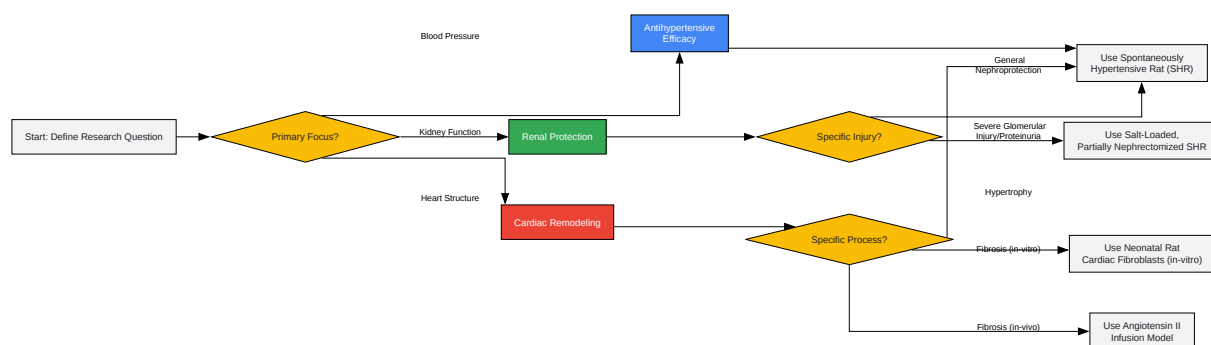 Blood Pressure
Antihypertensive
Efficacy
General
Nephroprotection
Use Spontaneously
Hypertensive Rat (SHR)
Start: Define Research Question
Primary Focus?
Kidney Function
Renal Protection
Specific Injury?
Severe Glomerular
Injury/Proteinuria
Use Salt-Loaded,
Partially Nephrectomized SHR
Heart Structure
Cardiac Remodeling
Hypertrophy
Specific Process?
Fibrosis (in-vitro)
Use Neonatal Rat
Cardiac Fibroblasts (in-vitro)
Fibrosis (in-vivo)
Use Angiotensin II
Infusion Model